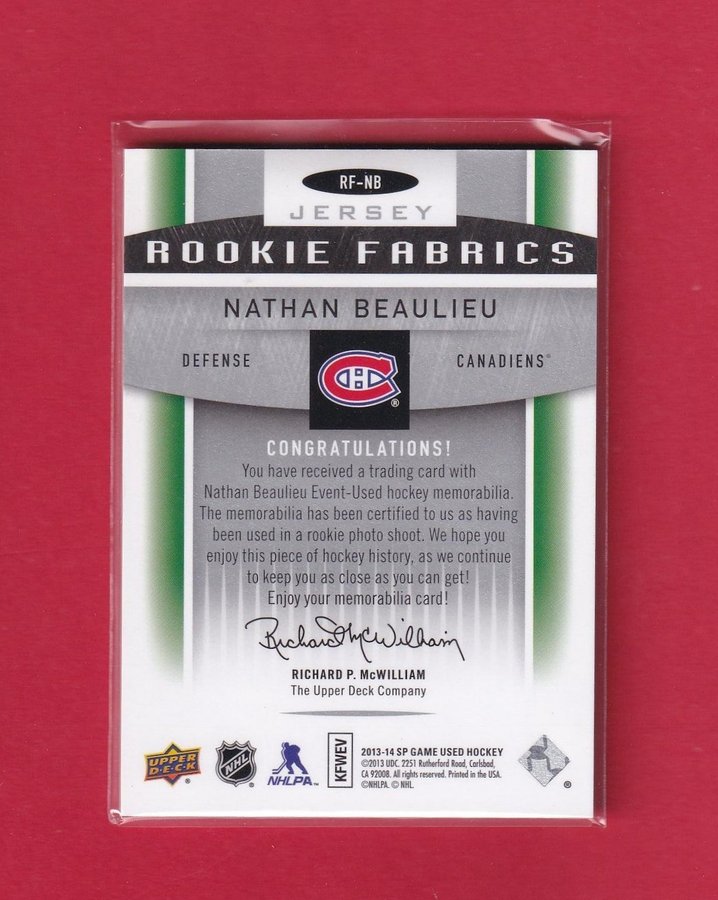 RF-NB
JERSEY
ROOKIE FABRICS
NATHAN BEAULIEU
DEFENSE
CANADIENS®
CH
®
CONGRATULATIONS!
You have received a trading card with
Nathan Beaulieu Event-Used hockey memorabilia.
The memorabilia has been certified to us as having
been used in a rookie photo shoot. We hope you
enjoy this piece of hockey history, as we continue
to keep you as close as you can get!
Enjoy your memorabilia card!
Richard McWilliam
RICHARD P. McWILLIAM
The Upper Deck Company
UPPER
D·E·C·K
®
NHL
®
NHLPA™
KFWEV
2013-14 SP GAME USED HOCKEY
©2013 UDC. 2251 Rutherford Road, Carlsbad,
CA 92008. All rights reserved. Printed in the USA.
©NHLPA. © NHL.
®